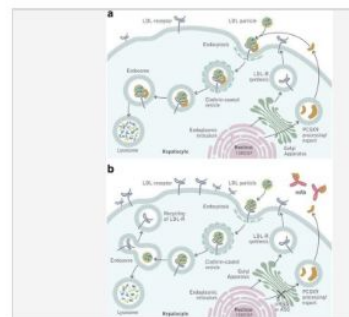 a
LDL receptor
LDL particle
Endocytosis
Endosome
LDL-R
synthesis
Clathrin-coated
vesicle
Lysosome
Endoplasmic
reticulum
Hepatocyte
Nucleus
Golgi
Apparatus
PCSK9
processing/
export
b
LDL receptor
LDL particle
mAb
Endocytosis
Recycling
of LDL-R
LDL-R
synthesis
Clathrin-coated
vesicle
Endosome
Golgi
Apparatus
Lysosome
Endoplasmic
reticulum
Hepatocyte
Nucleus
PCSK9
processing/
export